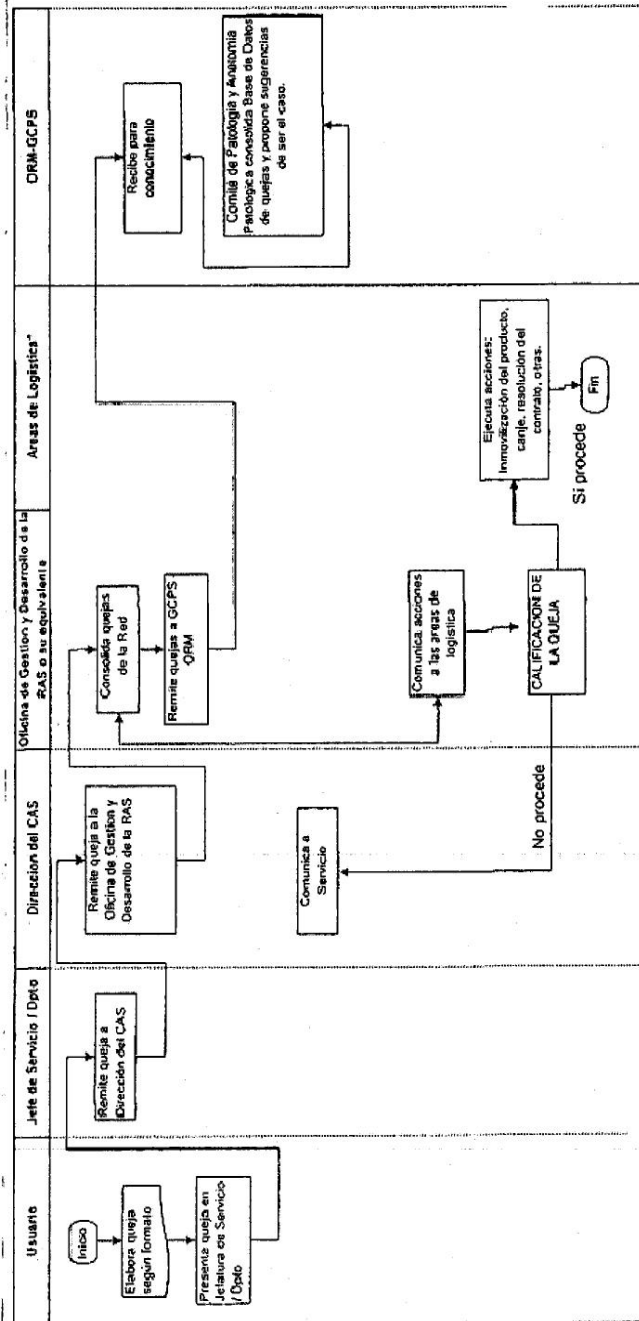 Usuario
Jefe de Servicio / Dpto
Direccion del CAS
Oficina de Gestion y Desarrollo de la
RAS o su equivalente
Areas de Logistica"
ORM-GCPS
Inicio
Elabora queja
según formato
Presenta queja en
Jefatura de Servicio
/ Dpto
Remite queja a
Dirección del CAS
Remite queja a la
Oficina de Gestion y
Desarrollo de la RAS
Comunica a
Servicio
No procede
Consolida quejas
de la Red
Remite quejas a GCPS
ORM
Comunica acciones
a las areas de
logística
CALIFICACION DE
LA QUEJA
Ejecuta acciones:
Inmovilización del producto,
canje, resolución del
contrato, otras.
Si procede
Fin
Recibe para
conocimiento
Comité de Patología y Anatomia
Patologica consolida Base de Datos
de quejas y propone sugerencias
de ser el caso.